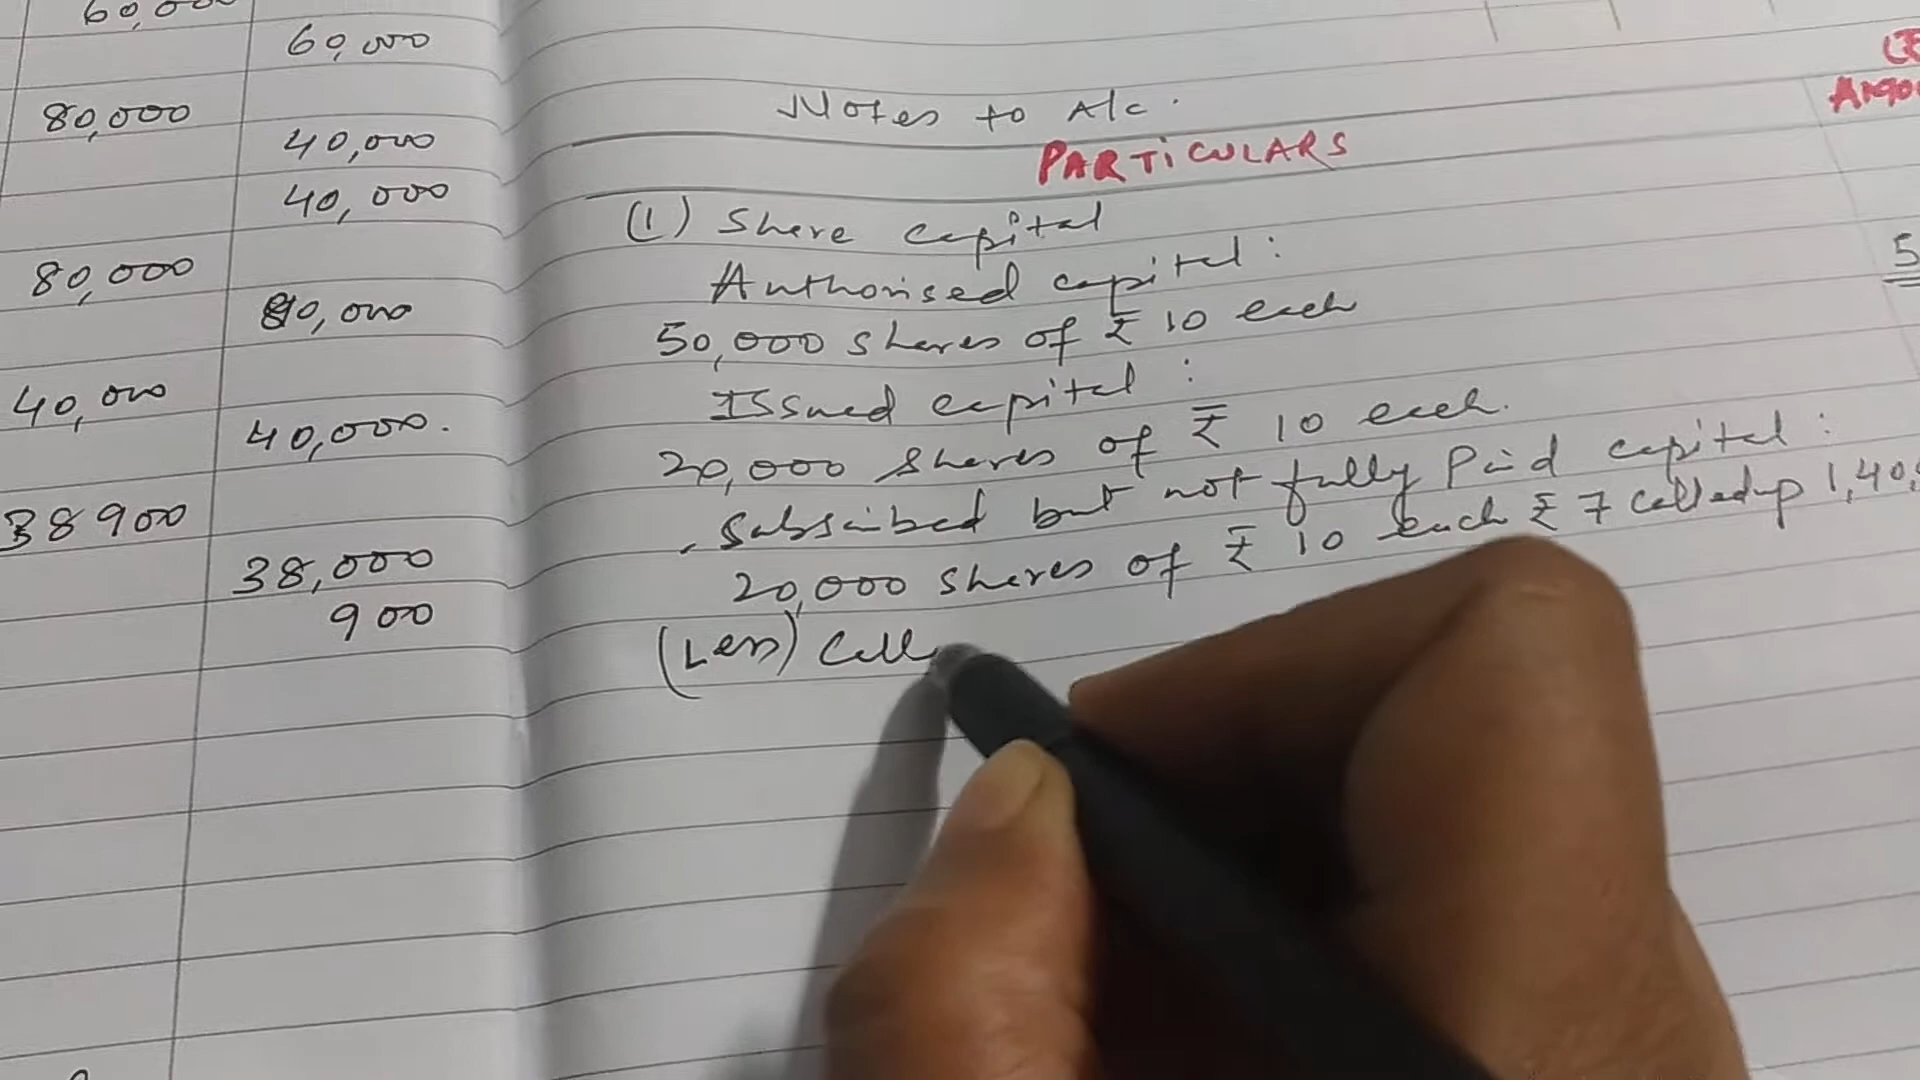 60,000
60,000
80,000
40,000
40,000
80,000
80,000
40,000
40,000.
38900
38,000
900
Notes to A/c.
PARTICULARS
(1) Share capital
Authorised capital:
50,000 shares of ₹ 10 each
5
Issued capital:
20,000 shares of ₹ 10 each.
Subscribed but not fully Paid capital:
20,000 shares of ₹ 10 each ₹ 7 called up 1,40,
(Less) Call